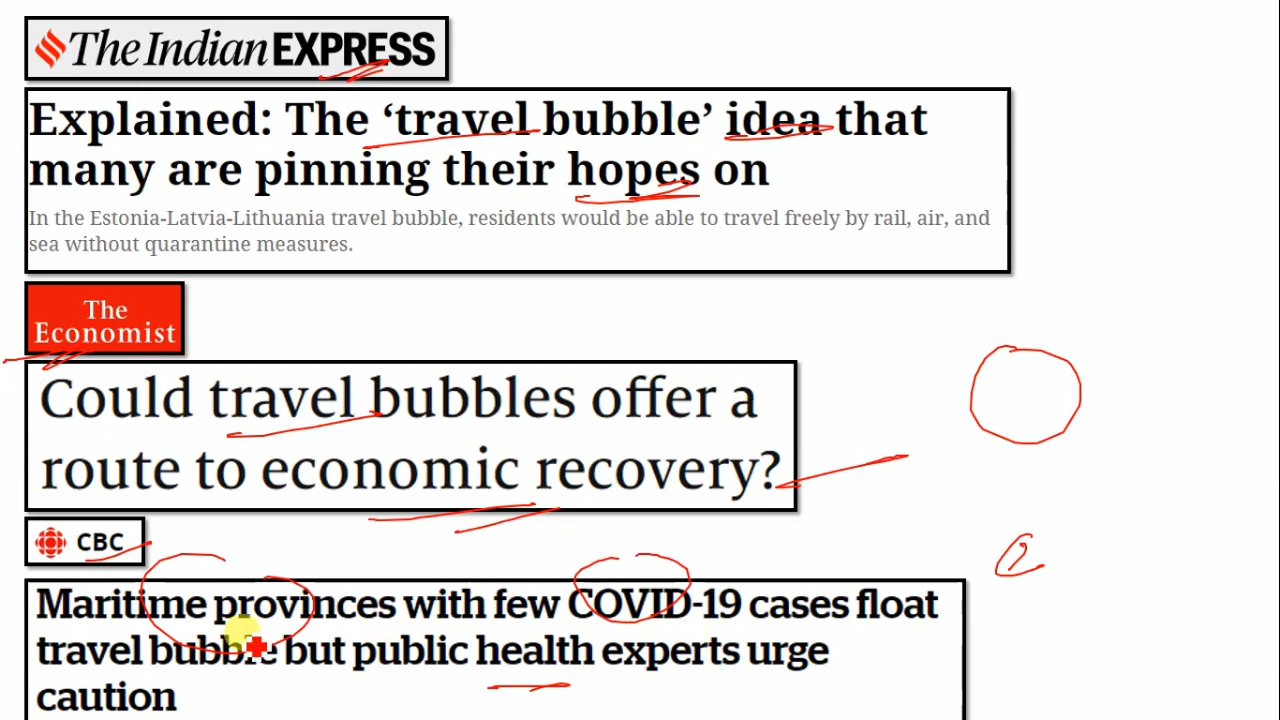 The Indian EXPRESS
Explained: The ‘travel bubble’ idea that
many are pinning their hopes on
In the Estonia-Latvia-Lithuania travel bubble, residents would be able to travel freely by rail, air, and
sea without quarantine measures.
The
Economist
Could travel bubbles offer a
route to economic recovery?
CBC
Maritime provinces with few COVID-19 cases float
travel bubble but public health experts urge
caution